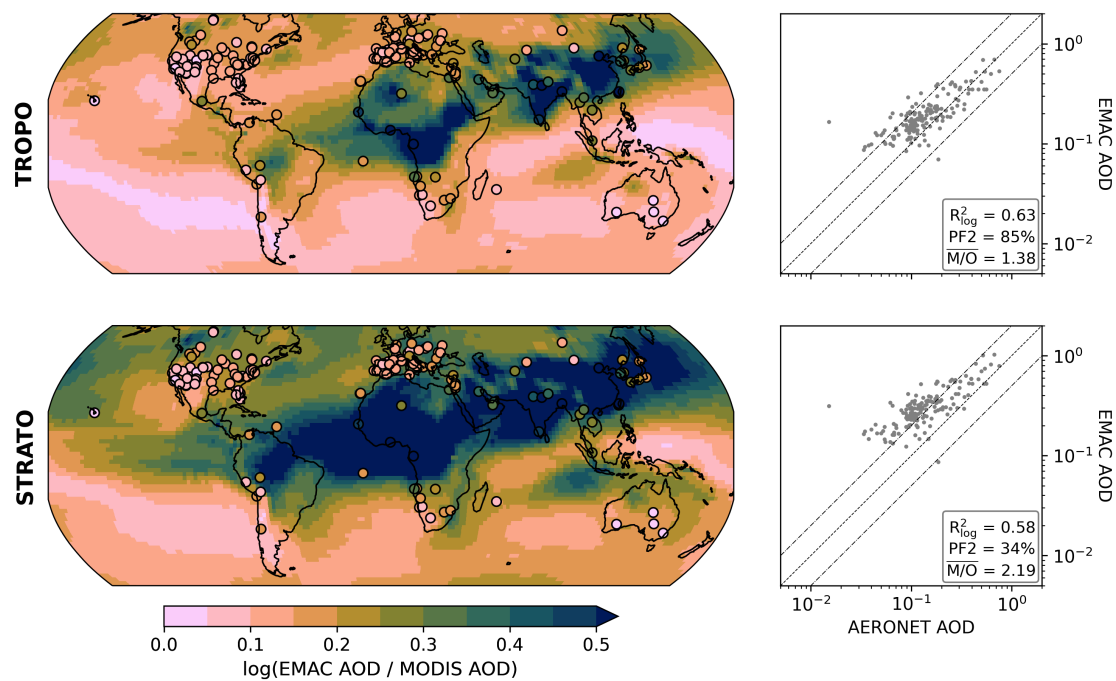 TROPO
10⁰
10⁻¹
10⁻²
EMAC AOD
R²log = 0.63
PF2 = 85%
M/O = 1.38
STRATO
10⁰
10⁻¹
10⁻²
EMAC AOD
R²log = 0.58
PF2 = 34%
M/O = 2.19
10⁻² 10⁻¹ 10⁰
AERONET AOD
0.0 0.1 0.2 0.3 0.4 0.5
log(EMAC AOD / MODIS AOD)